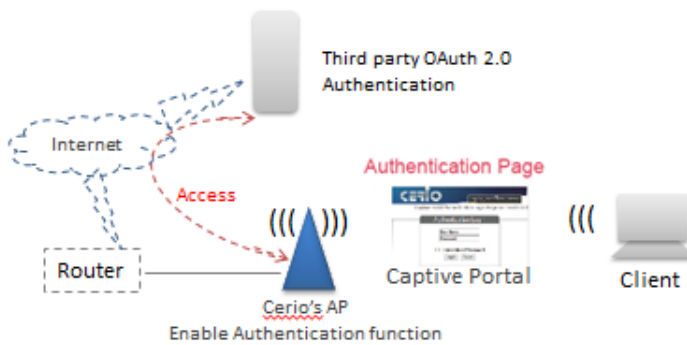 Third party OAuth 2.0
Authentication
Internet
Authentication Page
Access
CERIO
(((
)))
(((
Router
Captive Portal
Client
Cerio's AP
Enable Authentication function